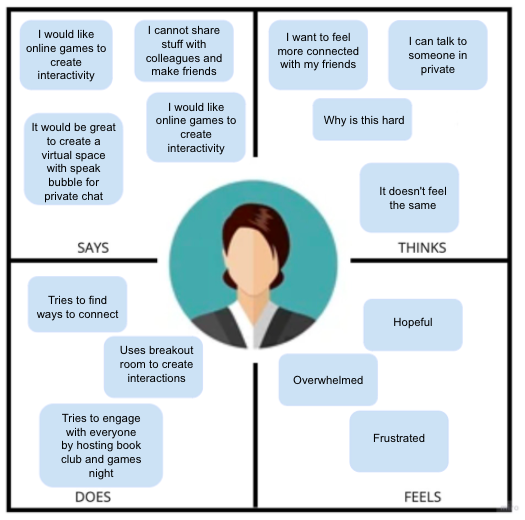 I would like
online games to
create
interactivity
I cannot share
stuff with
colleagues and
make friends
I would like
online games to
create
interactivity
It would be great
to create a
virtual space
with speak
bubble for
private chat
SAYS
I want to feel
more connected
with my friends
I can talk to
someone in
private
Why is this hard
It doesn't feel
the same
THINKS
Tries to find
ways to connect
Uses breakout
room to create
interactions
Tries to engage
with everyone
by hosting book
club and games
night
DOES
Hopeful
Overwhelmed
Frustrated
FEELS